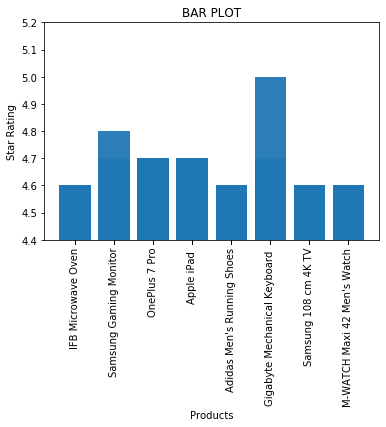 BAR PLOT
5.2
5.1
5.0
4.9
4.8
4.7
4.6
4.5
4.4
Star Rating
IFB Microwave Oven
Samsung Gaming Monitor
OnePlus 7 Pro
Apple iPad
Adidas Men's Running Shoes
Gigabyte Mechanical Keyboard
Samsung 108 cm 4K TV
M-WATCH Maxi 42 Men's Watch
Products